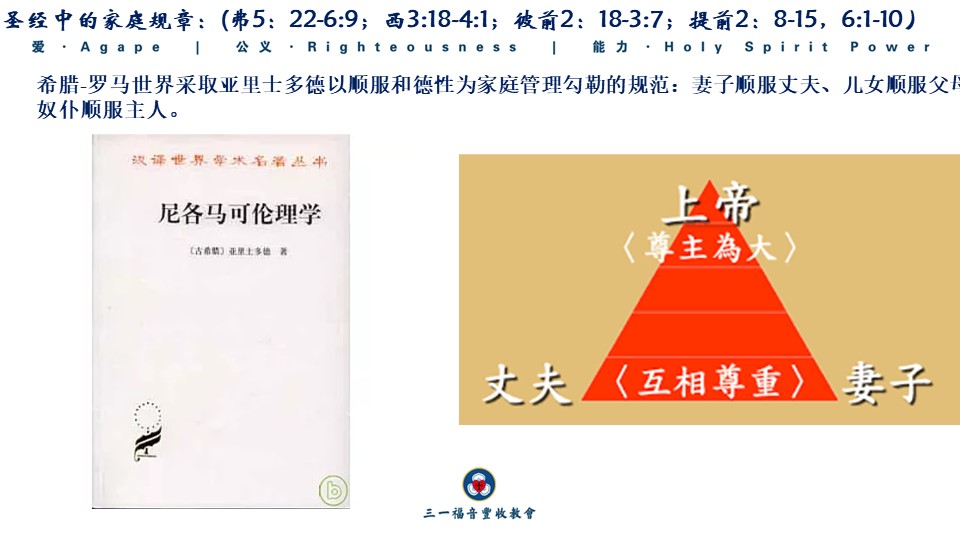 圣经中的家庭规章：(弗5：22-6:9；西3:18-4:1；彼前2：18-3:7；提前2：8-15，6:1-10）
爱 · Agape | 公义 · Righteousness | 能力 · Holy Spirit Power
希腊-罗马世界采取亚里士多德以顺服和德性为家庭管理勾勒的规范：妻子顺服丈夫、儿女顺服父母
奴仆顺服主人。
汉译世界学术名著丛书
尼各马可伦理学
〔古希腊〕亚里士多德 著
上帝
〈尊主為大〉
丈夫
〈互相尊重〉
妻子
b
三一福音豐收教會